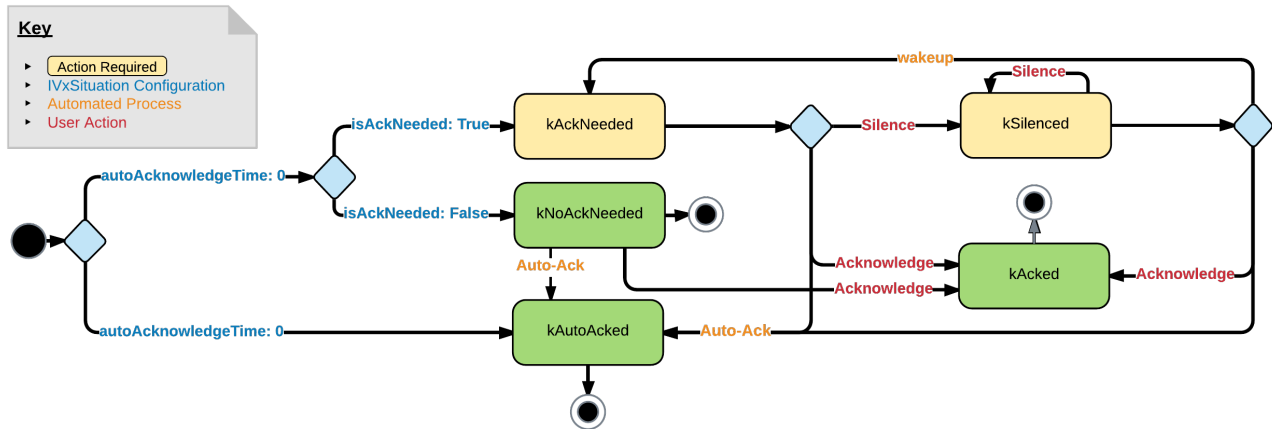 Key
Action Required
IVxSituation Configuration
Automated Process
User Action
wakeup
Silence
isAckNeeded: True
kAckNeeded
Silence
kSilenced
autoAcknowledgeTime: 0
isAckNeeded: False
kNoAckNeeded
Auto-Ack
Acknowledge
kAcked
Acknowledge
Acknowledge
autoAcknowledgeTime: 0
kAutoAcked
Auto-Ack